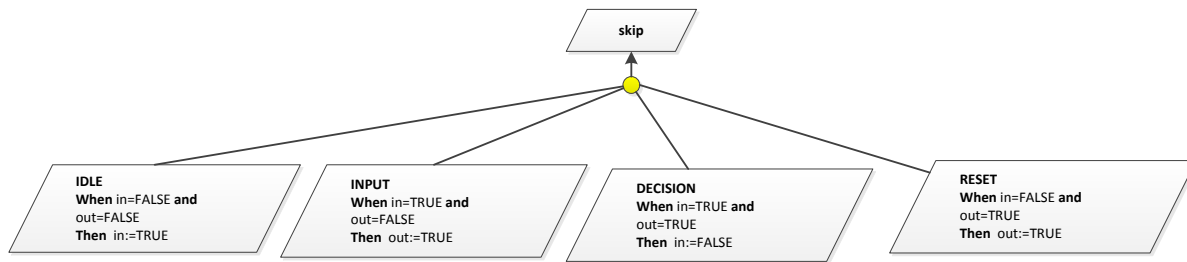 skip
IDLE
When in=FALSE and
out=FALSE
Then in:=TRUE
INPUT
When in=TRUE and
out=FALSE
Then out:=TRUE
DECISION
When in=TRUE and
out=TRUE
Then in:=FALSE
RESET
When in=FALSE and
out=TRUE
Then out:=TRUE